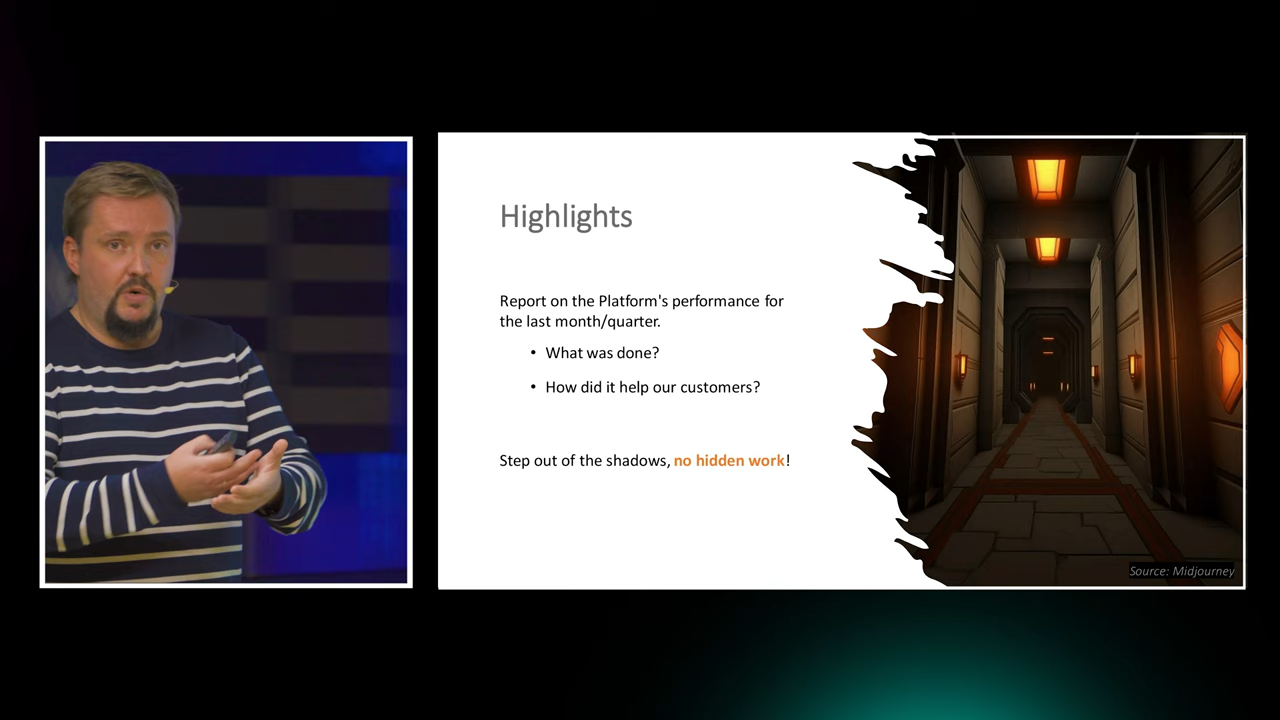 Highlights
Report on the Platform's performance for
the last month/quarter.
• What was done?
• How did it help our customers?
Step out of the shadows, no hidden work!
Source: Midjourney